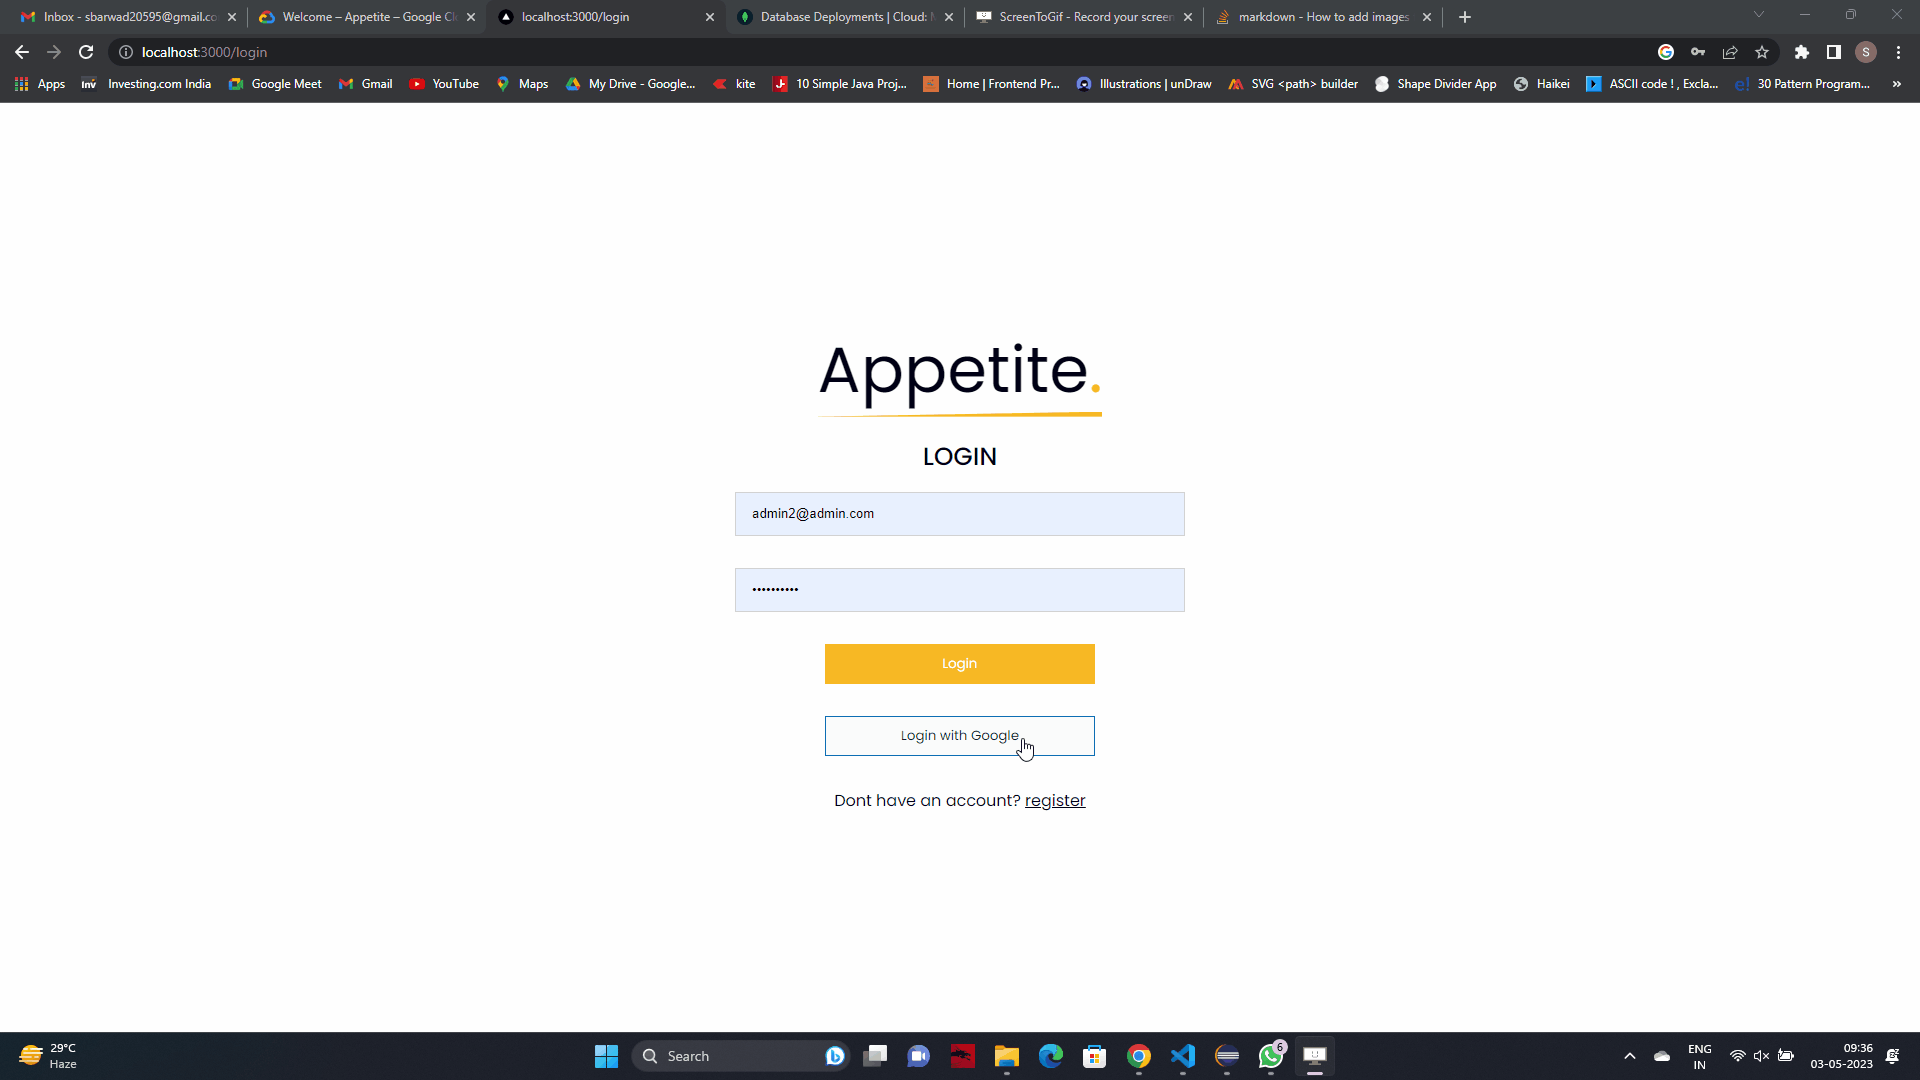 Inbox - sbarwad20595@gmail.co
Welcome – Appetite – Google Cl
localhost:3000/login
Database Deployments | Cloud: M
ScreenToGif - Record your screen
markdown - How to add images
localhost:3000/login
S
Apps
Inv Investing.com India
Google Meet
Gmail
YouTube
Maps
My Drive - Google...
kite
10 Simple Java Proj...
Home | Frontend Pr...
Illustrations | unDraw
SVG <path> builder
Shape Divider App
Haikei
ASCII code ! , Excla...
e! 30 Pattern Program...
»
Appetite.
LOGIN
admin2@admin.com
••••••••••
Login
Login with Google
Dont have an account? register
29°C
Haze
Search
6
ENG
IN
09:36
03-05-2023